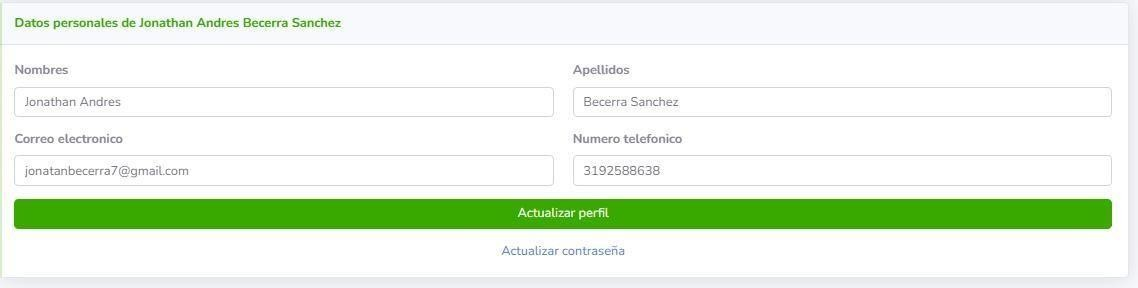 Datos personales de Jonathan Andres Becerra Sanchez
Nombres
Apellidos
Jonathan Andres
Becerra Sanchez
Correo electronico
Numero telefonico
jonatanbecerra7@gmail.com
3192588638
Actualizar perfil
Actualizar contraseña